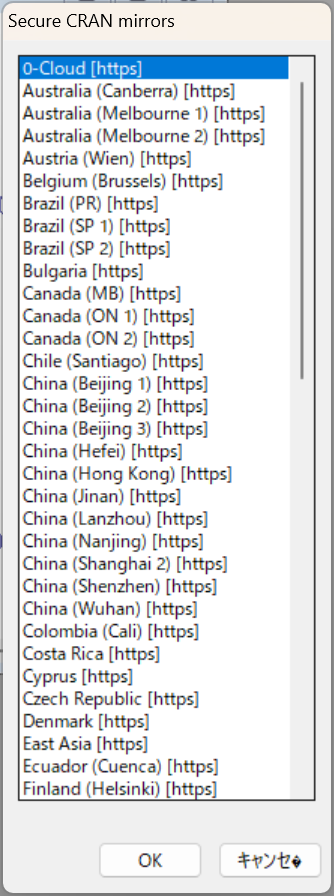 Secure CRAN mirrors
0-Cloud [https]
Australia (Canberra) [https]
Australia (Melbourne 1) [https]
Australia (Melbourne 2) [https]
Austria (Wien) [https]
Belgium (Brussels) [https]
Brazil (PR) [https]
Brazil (SP 1) [https]
Brazil (SP 2) [https]
Bulgaria [https]
Canada (MB) [https]
Canada (ON 1) [https]
Canada (ON 2) [https]
Chile (Santiago) [https]
China (Beijing 1) [https]
China (Beijing 2) [https]
China (Beijing 3) [https]
China (Hefei) [https]
China (Hong Kong) [https]
China (Jinan) [https]
China (Lanzhou) [https]
China (Nanjing) [https]
China (Shanghai 2) [https]
China (Shenzhen) [https]
China (Wuhan) [https]
Colombia (Cali) [https]
Costa Rica [https]
Cyprus [https]
Czech Republic [https]
Denmark [https]
East Asia [https]
Ecuador (Cuenca) [https]
Finland (Helsinki) [https]
OK
キャンセ�